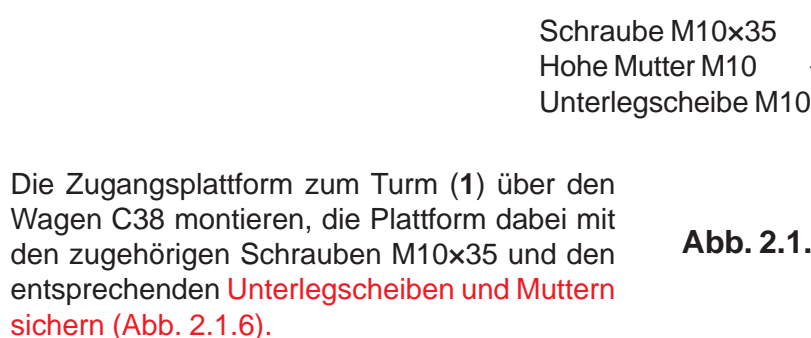 Schraube M10×35
Hohe Mutter M10
Unterlegscheibe M10
Die Zugangsplattform zum Turm (1) über den
Wagen C38 montieren, die Plattform dabei mit
den zugehörigen Schrauben M10×35 und den
entsprechenden Unterlegscheiben und Muttern
sichern (Abb. 2.1.6).
Abb. 2.1.